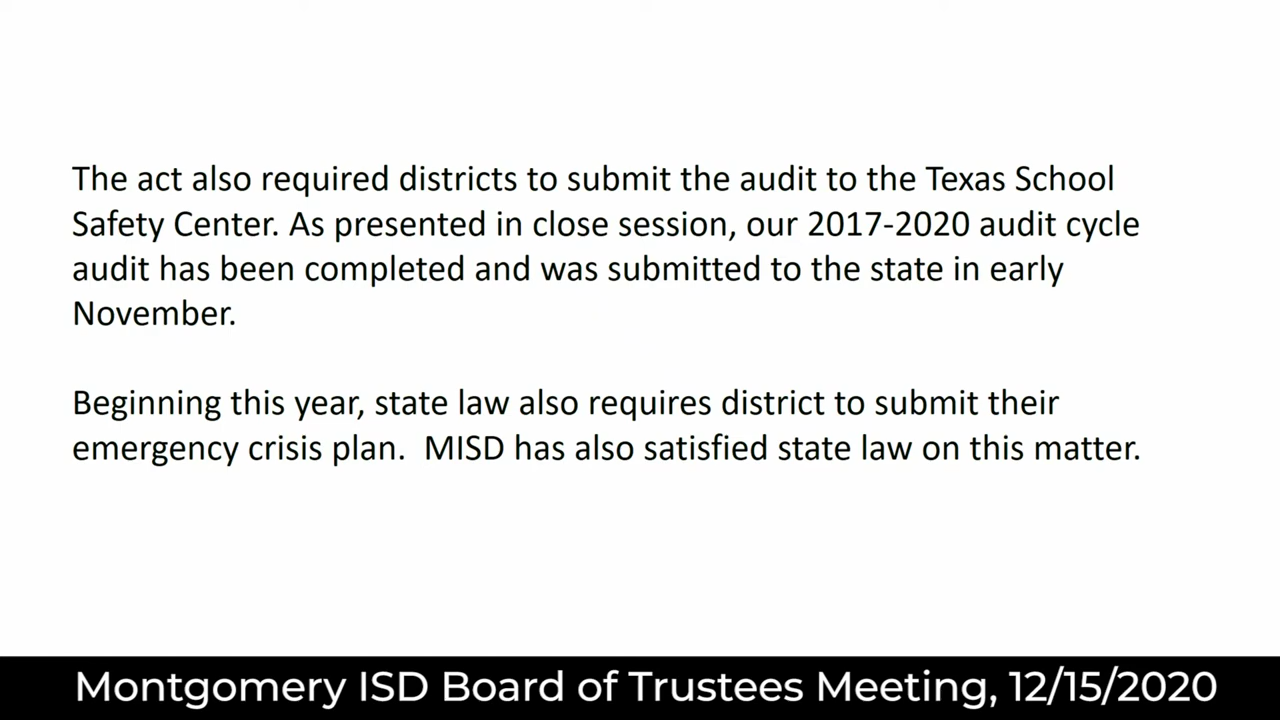 The act also required districts to submit the audit to the Texas School
Safety Center. As presented in close session, our 2017-2020 audit cycle
audit has been completed and was submitted to the state in early
November.
Beginning this year, state law also requires district to submit their
emergency crisis plan.  MISD has also satisfied state law on this matter.
Montgomery ISD Board of Trustees Meeting, 12/15/2020